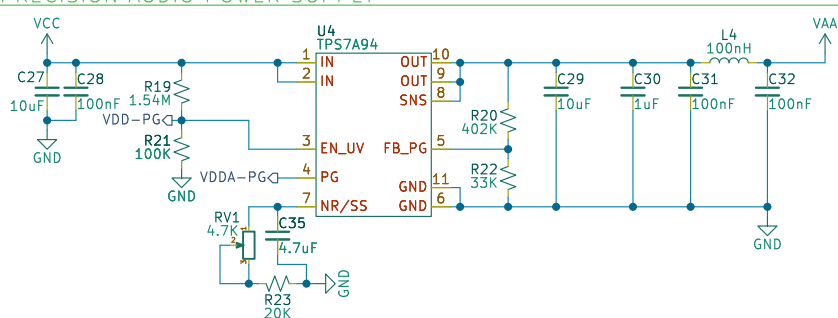 PRECISION AUDIO POWER SUPPLY
VCC
VAA
U4
TPS7A94
L4
100nH
1 IN
2 IN
OUT 10
OUT 9
SNS 8
C27
10uF
C28
100nF
R19
1.54M
C29
10uF
C30
1uF
C31
100nF
C32
100nF
VDD-PG
R20
402K
R21
100K
3 EN_UV
FB_PG 5
GND
VDDA-PG
4 PG
R22
33K
GND
GND 11
7 NR/SS
GND 6
RV1
4.7K
1
2
3
C35
4.7uF
GND
GND
R23
20K